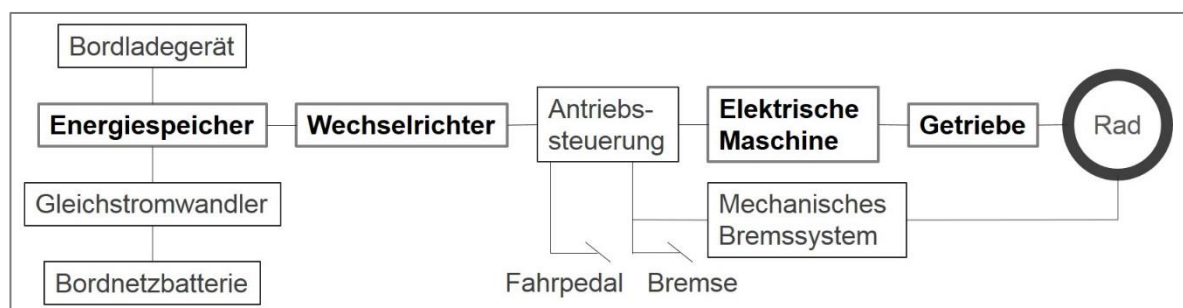 Bordladegerät
Energiespeicher
Wechselrichter
Antriebs-
steuerung
Elektrische
Maschine
Getriebe
Rad
Gleichstromwandler
Mechanisches
Bremssystem
Bordnetzbatterie
Fahrpedal
Bremse